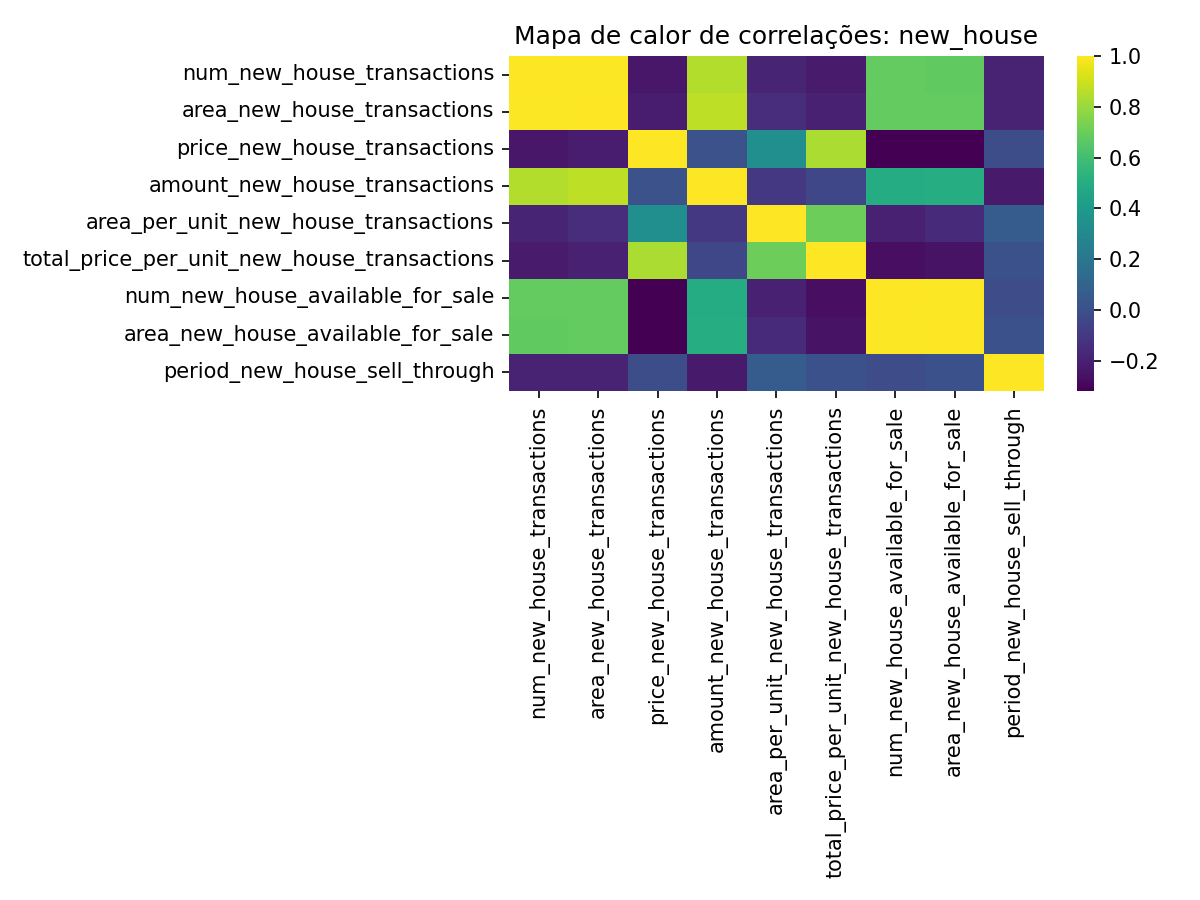 Mapa de calor de correlações: new_house
num_new_house_transactions
area_new_house_transactions
price_new_house_transactions
amount_new_house_transactions
area_per_unit_new_house_transactions
total_price_per_unit_new_house_transactions
num_new_house_available_for_sale
area_new_house_available_for_sale
period_new_house_sell_through
num_new_house_transactions
area_new_house_transactions
price_new_house_transactions
amount_new_house_transactions
area_per_unit_new_house_transactions
total_price_per_unit_new_house_transactions
num_new_house_available_for_sale
area_new_house_available_for_sale
period_new_house_sell_through
1.0
0.8
0.6
0.4
0.2
0.0
−0.2